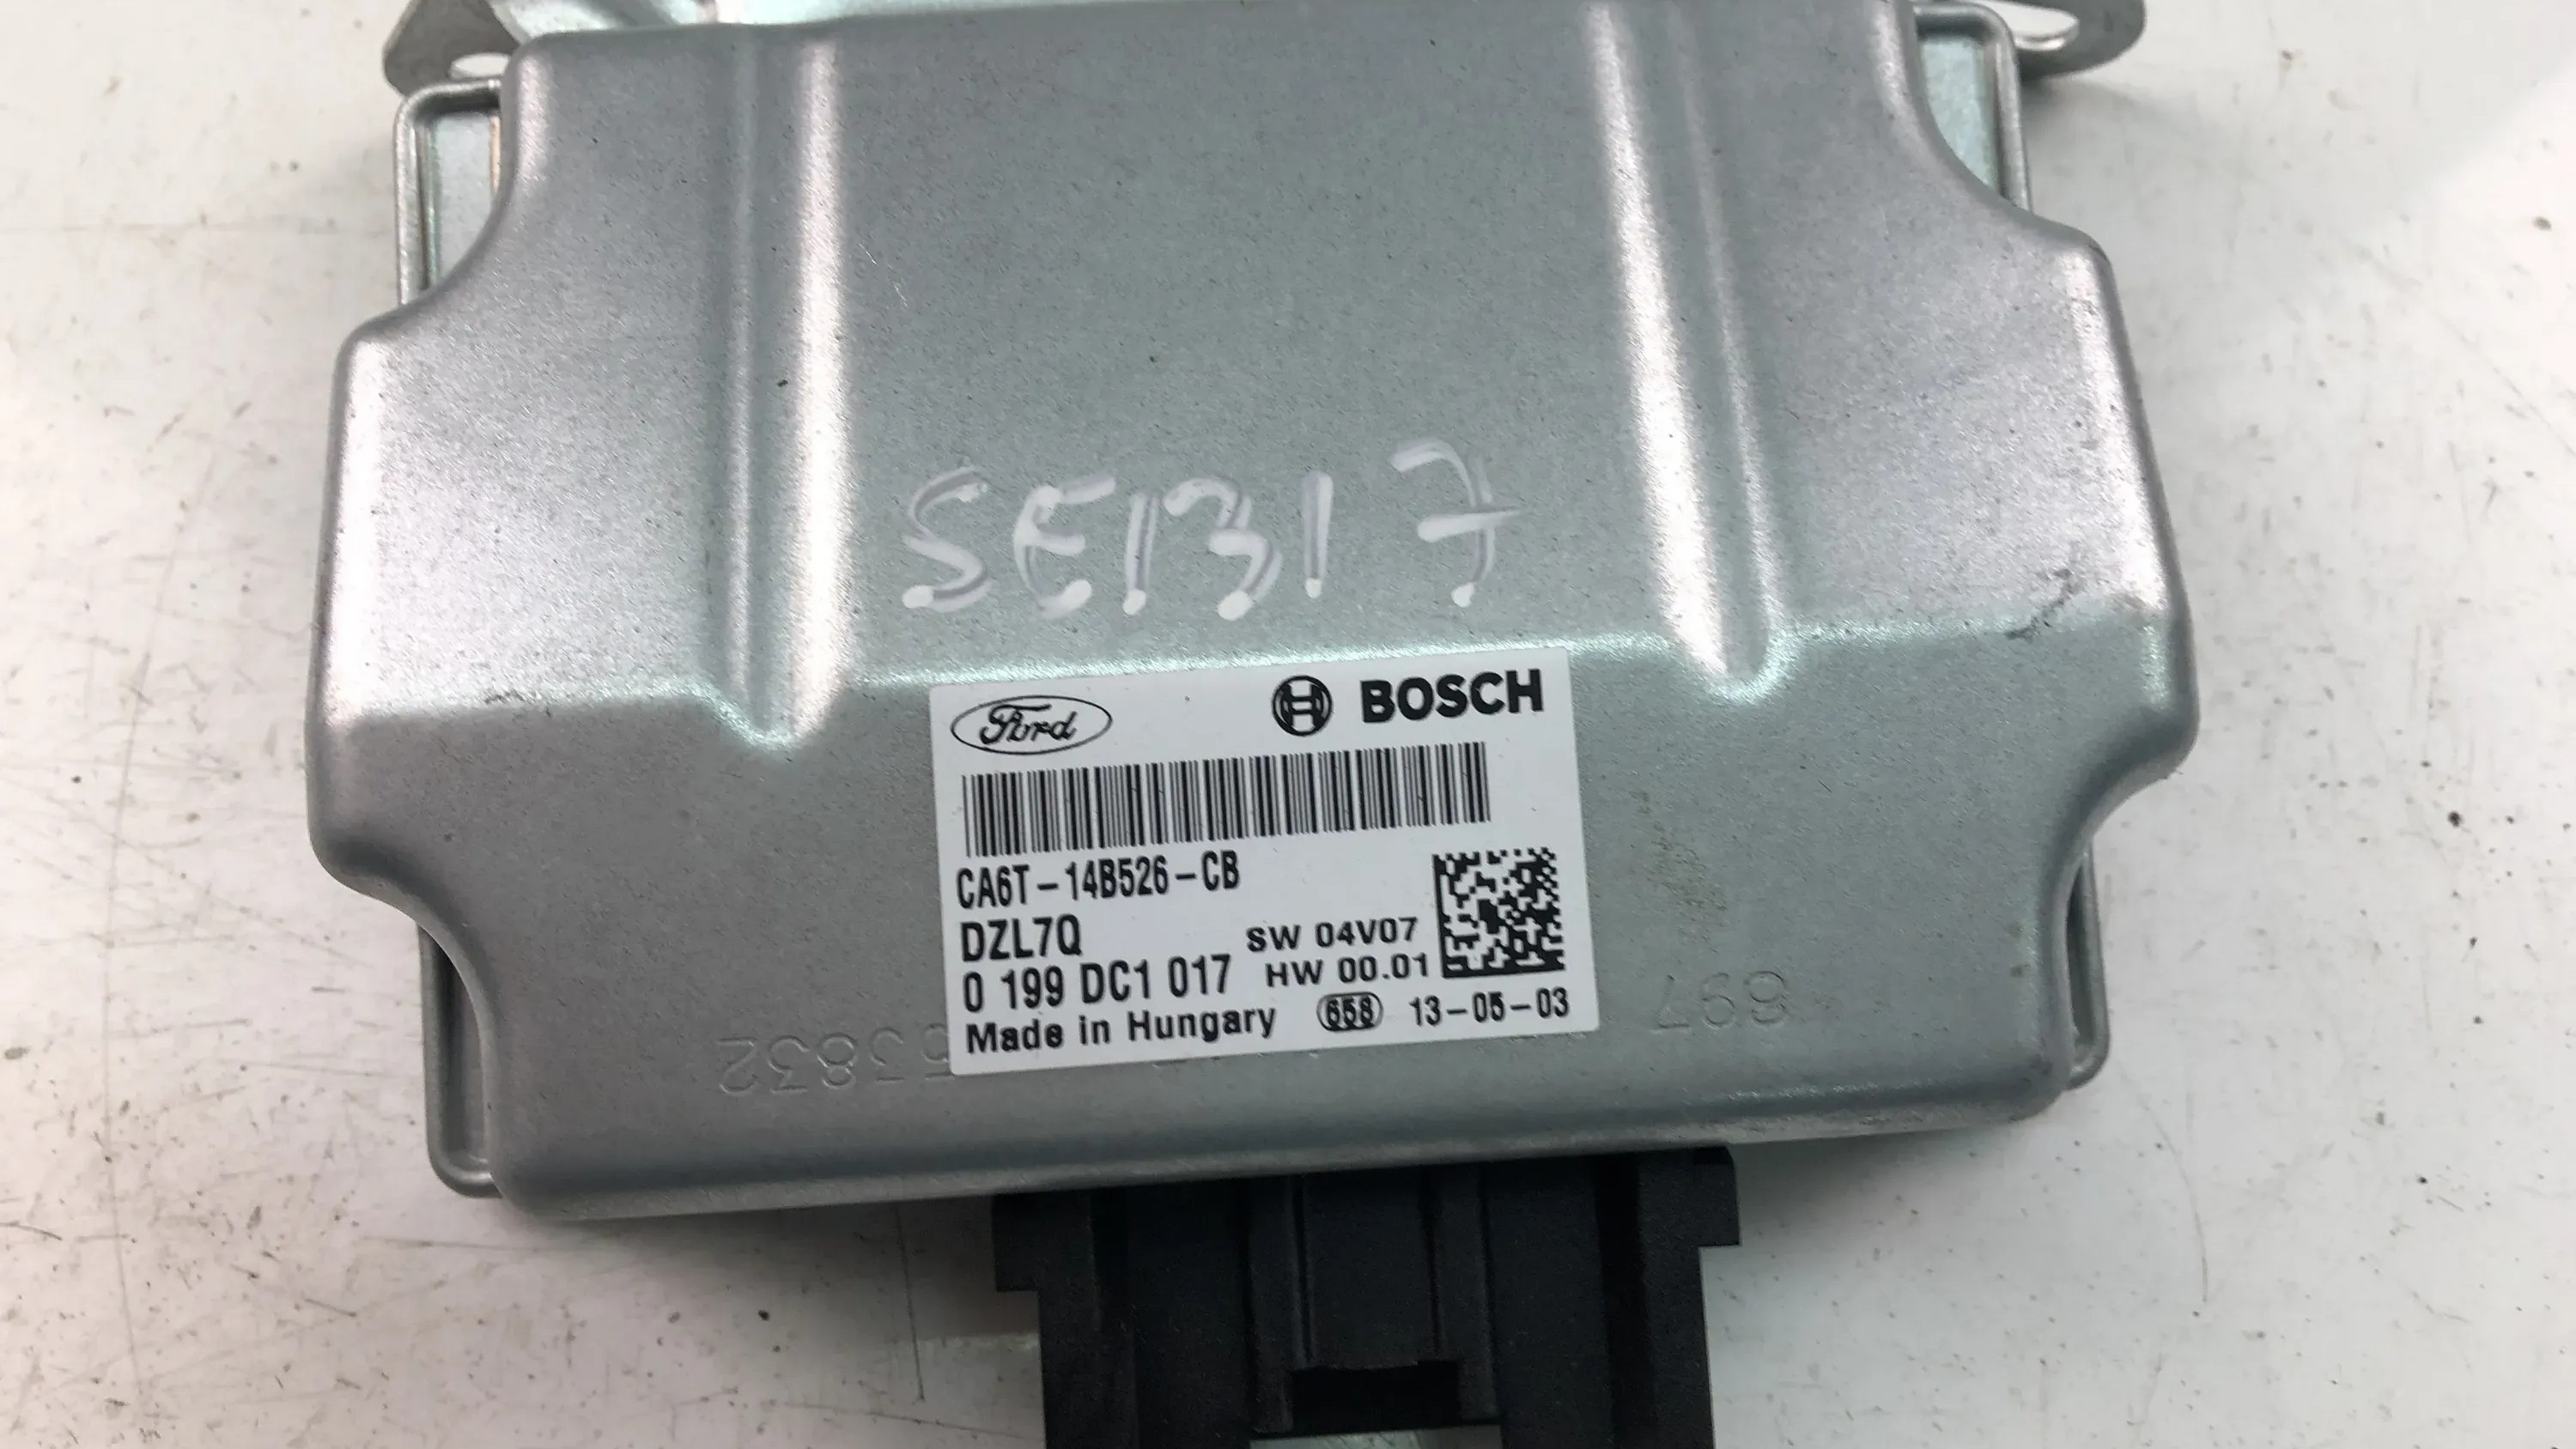 SE1317
Ford BOSCH
CA6T-14B526-CB
DZL7Q SW 04V07
0 199 DC1 017 HW 00.01
Made in Hungary 658 13-05-03
53832 697